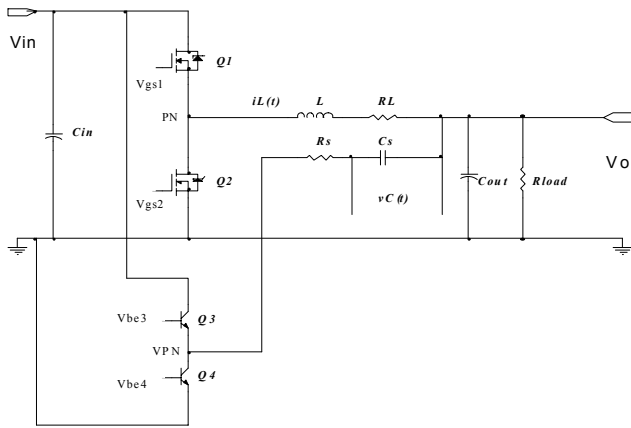 Vin
Q1
Vgs1
iL(t)
L
RL
PN
Cin
Rs
Cs
Vo
Q2
Cout
Rload
Vgs2
vC(t)
Vbe3
Q3
VPN
Vbe4
Q4